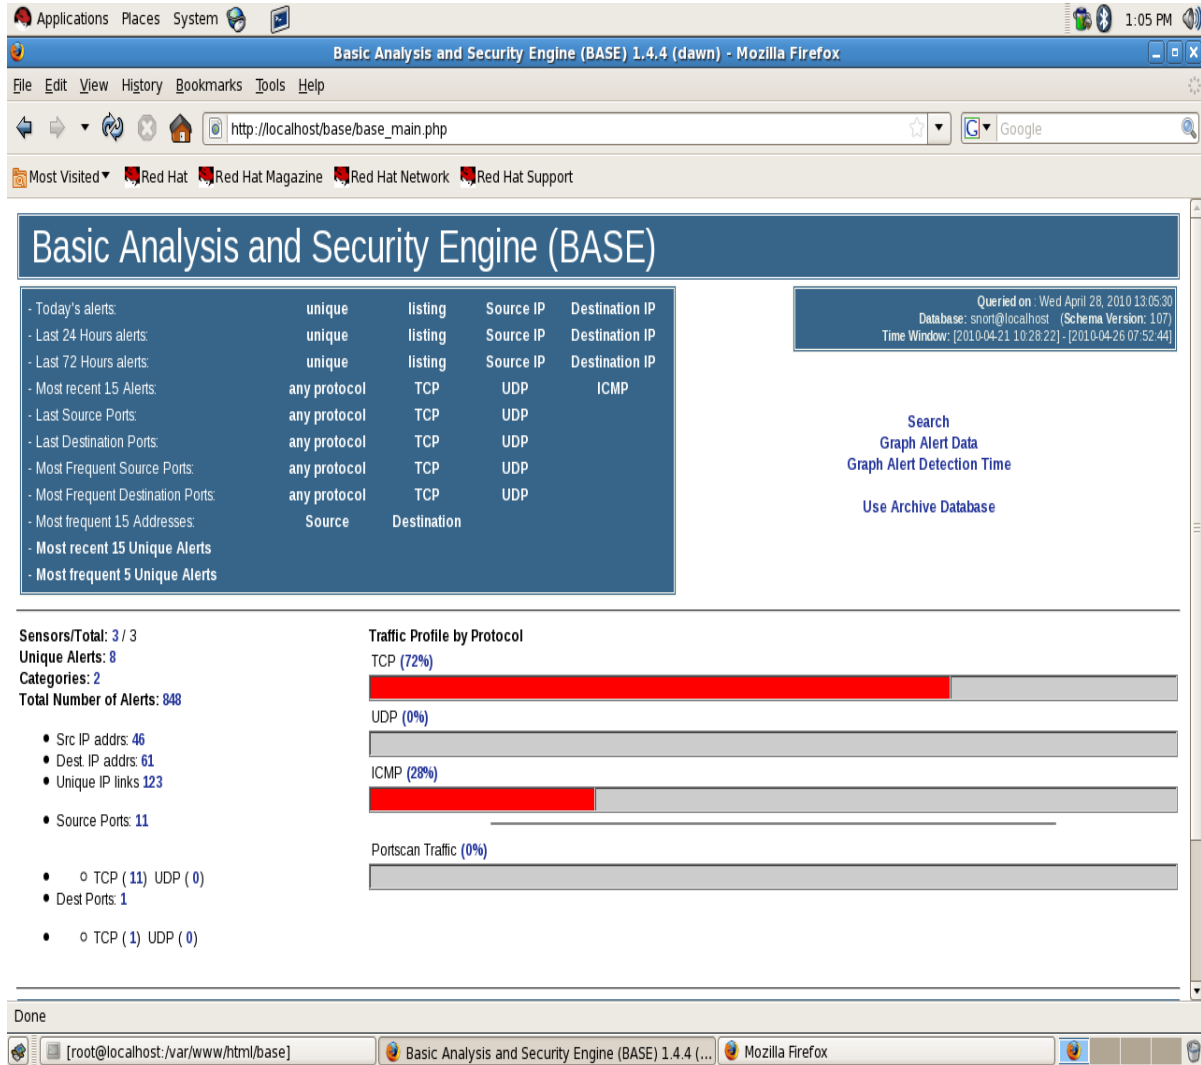 Applications Places System 1:05 PM
Basic Analysis and Security Engine (BASE) 1.4.4 (dawn) - Mozilla Firefox
File Edit View History Bookmarks Tools Help
http://localhost/base/base_main.php G Google
Most Visited Red Hat Red Hat Magazine Red Hat Network Red Hat Support
Basic Analysis and Security Engine (BASE)
- Today's alerts: unique listing Source IP Destination IP
- Last 24 Hours alerts: unique listing Source IP Destination IP
- Last 72 Hours alerts: unique listing Source IP Destination IP
- Most recent 15 Alerts: any protocol TCP UDP ICMP
- Last Source Ports: any protocol TCP UDP
- Last Destination Ports: any protocol TCP UDP
- Most Frequent Source Ports: any protocol TCP UDP
- Most Frequent Destination Ports: any protocol TCP UDP
- Most frequent 15 Addresses: Source Destination
- Most recent 15 Unique Alerts
- Most frequent 5 Unique Alerts
Queried on : Wed April 28, 2010 13:05:30
Database: snort@localhost (Schema Version: 107)
Time Window: [2010-04-21 10:28:22] - [2010-04-26 07:52:44]
Search
Graph Alert Data
Graph Alert Detection Time
Use Archive Database
Sensors/Total: 3 / 3
Unique Alerts: 8
Categories: 2
Total Number of Alerts: 848
Src IP addrs: 46
Dest. IP addrs: 61
Unique IP links 123
Source Ports: 11
TCP ( 11) UDP ( 0)
Dest Ports: 1
TCP ( 1) UDP ( 0)
Traffic Profile by Protocol
TCP (72%)
UDP (0%)
ICMP (28%)
Portscan Traffic (0%)
Done
[root@localhost:/var/www/html/base] Basic Analysis and Security Engine (BASE) 1.4.4 (... Mozilla Firefox